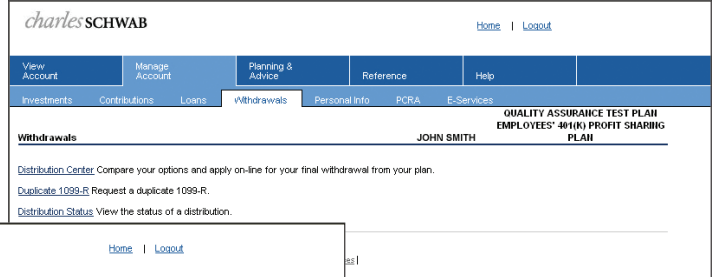 charles SCHWAB
Home | Logout
View Account
Manage Account
Planning & Advice
Reference
Help
Investments Contributions Loans Withdrawals Personal Info PCRA E-Services
QUALITY ASSURANCE TEST PLAN
EMPLOYEES' 401(K) PROFIT SHARING PLAN
Withdrawals
JOHN SMITH
Distribution Center Compare your options and apply on-line for your final withdrawal from your plan.
Duplicate 1099-R Request a duplicate 1099-R.
Distribution Status View the status of a distribution.
Home | Logout